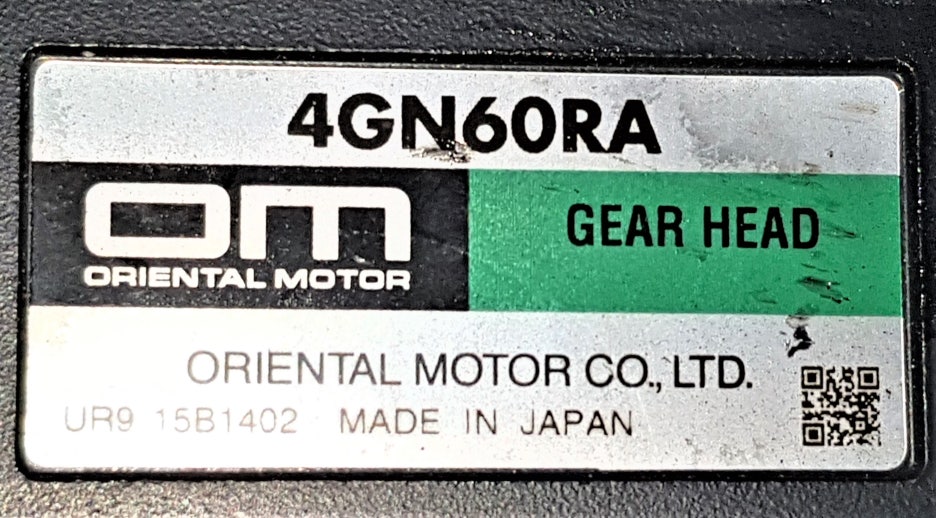 4GN60RA
om
ORIENTAL MOTOR
GEAR HEAD
ORIENTAL MOTOR CO., LTD.
UR9 15B1402 MADE IN JAPAN